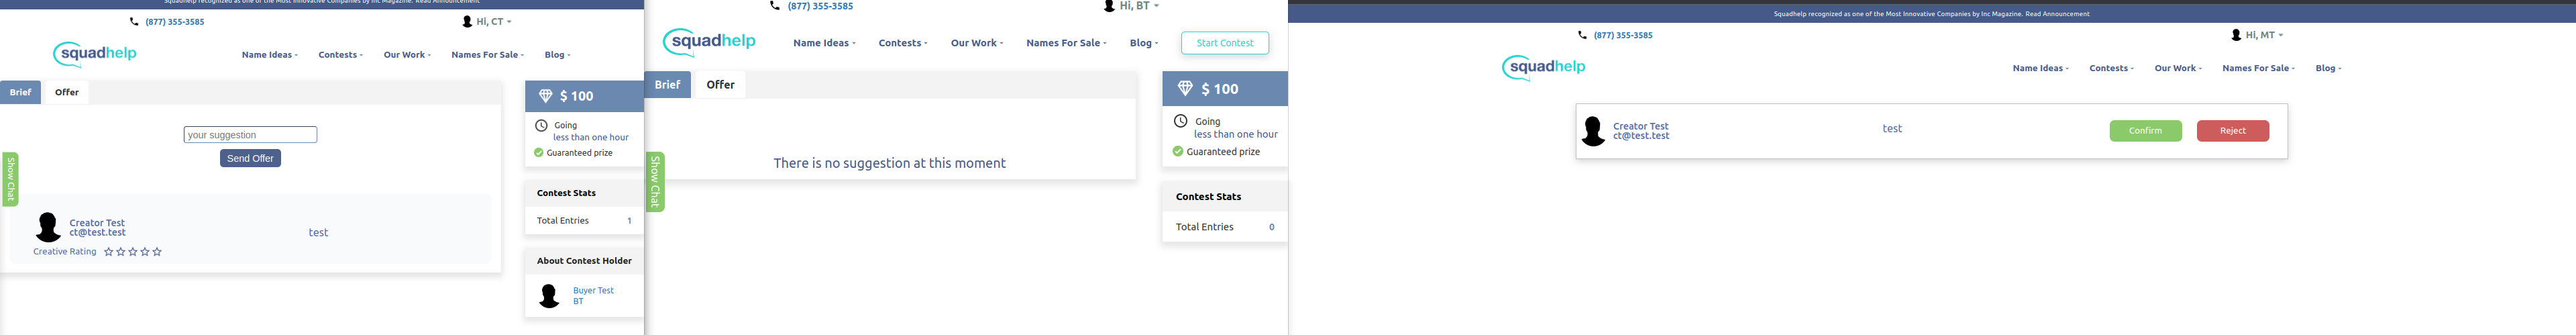 Squadhelp recognized as one of the Most Innovative Companies by Inc Magazine. Read Announcement
(877) 355-3585
Hi, CT
squadhelp
Name Ideas
Contests
Our Work
Names For Sale
Blog
Brief
Offer
your suggestion
Send Offer
Show Chat
Creator Test
ct@test.test
test
Creative Rating
$ 100
Going
less than one hour
Guaranteed prize
Contest Stats
Total Entries 1
About Contest Holder
Buyer Test
BT
(877) 355-3585
Hi, BT
squadhelp
Name Ideas
Contests
Our Work
Names For Sale
Blog
Start Contest
Brief
Offer
There is no suggestion at this moment
Show Chat
$ 100
Going
less than one hour
Guaranteed prize
Contest Stats
Total Entries 0
Squadhelp recognized as one of the Most Innovative Companies by Inc Magazine. Read Announcement
(877) 355-3585
Hi, MT
squadhelp
Name Ideas
Contests
Our Work
Names For Sale
Blog
Creator Test
ct@test.test
test
Confirm
Reject